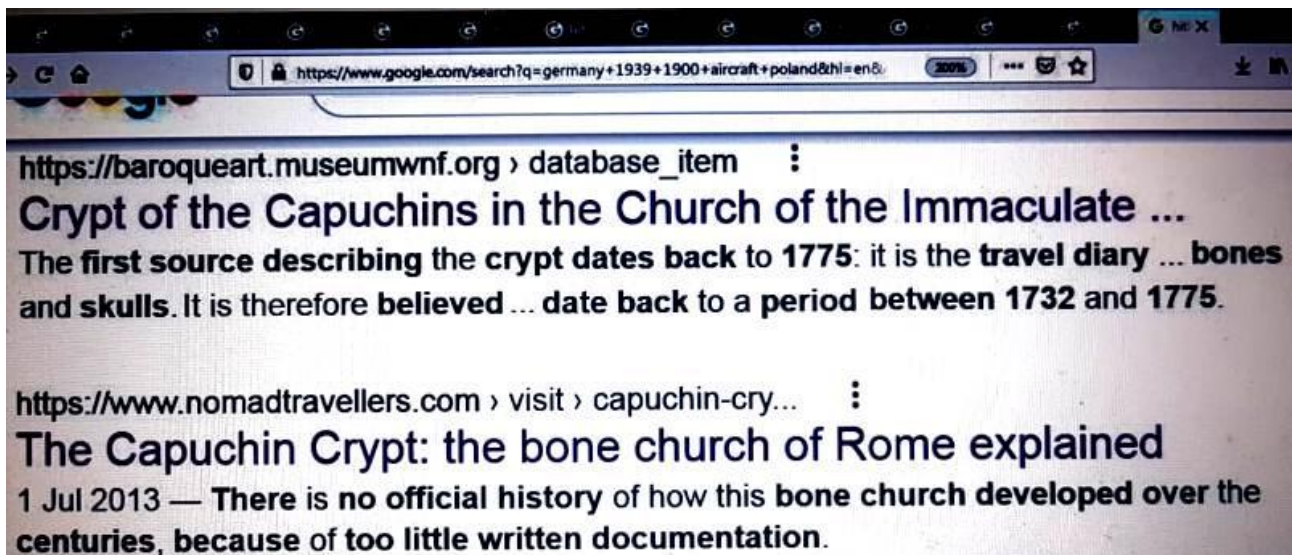 https://www.google.com/search?q=germany+1939+1900+aircraft+poland&hl=en&
200%
https://baroqueart.museumwnf.org › database_item
Crypt of the Capuchins in the Church of the Immaculate ...
The first source describing the crypt dates back to 1775: it is the travel diary ... bones
and skulls. It is therefore believed ... date back to a period between 1732 and 1775.
https://www.nomadtravellers.com › visit › capuchin-cry...
The Capuchin Crypt: the bone church of Rome explained
1 Jul 2013 — There is no official history of how this bone church developed over the
centuries, because of too little written documentation.